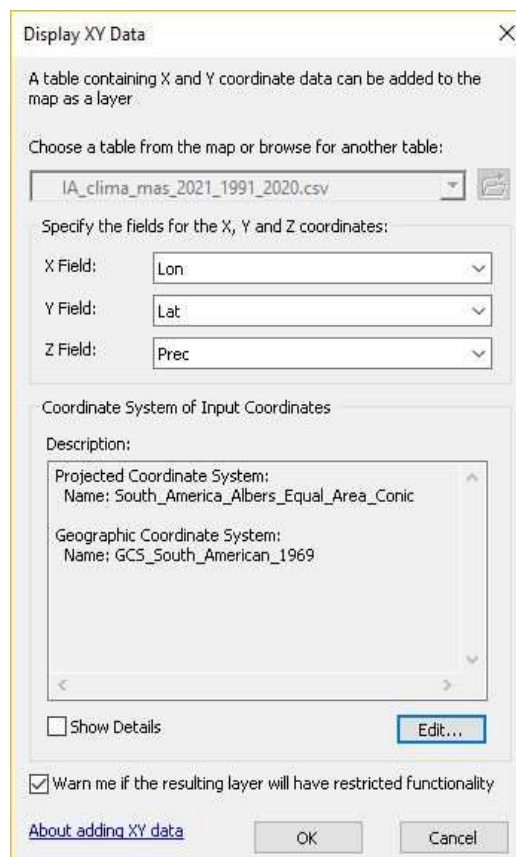 Display XY Data
A table containing X and Y coordinate data can be added to the
map as a layer
Choose a table from the map or browse for another table:
IA_clima_mas_2021_1991_2020.csv
Specify the fields for the X, Y and Z coordinates:
X Field: Lon
Y Field: Lat
Z Field: Prec
Coordinate System of Input Coordinates
Description:
Projected Coordinate System:
Name: South_America_Albers_Equal_Area_Conic
Geographic Coordinate System:
Name: GCS_South_American_1969
Show Details Edit...
Warn me if the resulting layer will have restricted functionality
About adding XY data OK Cancel